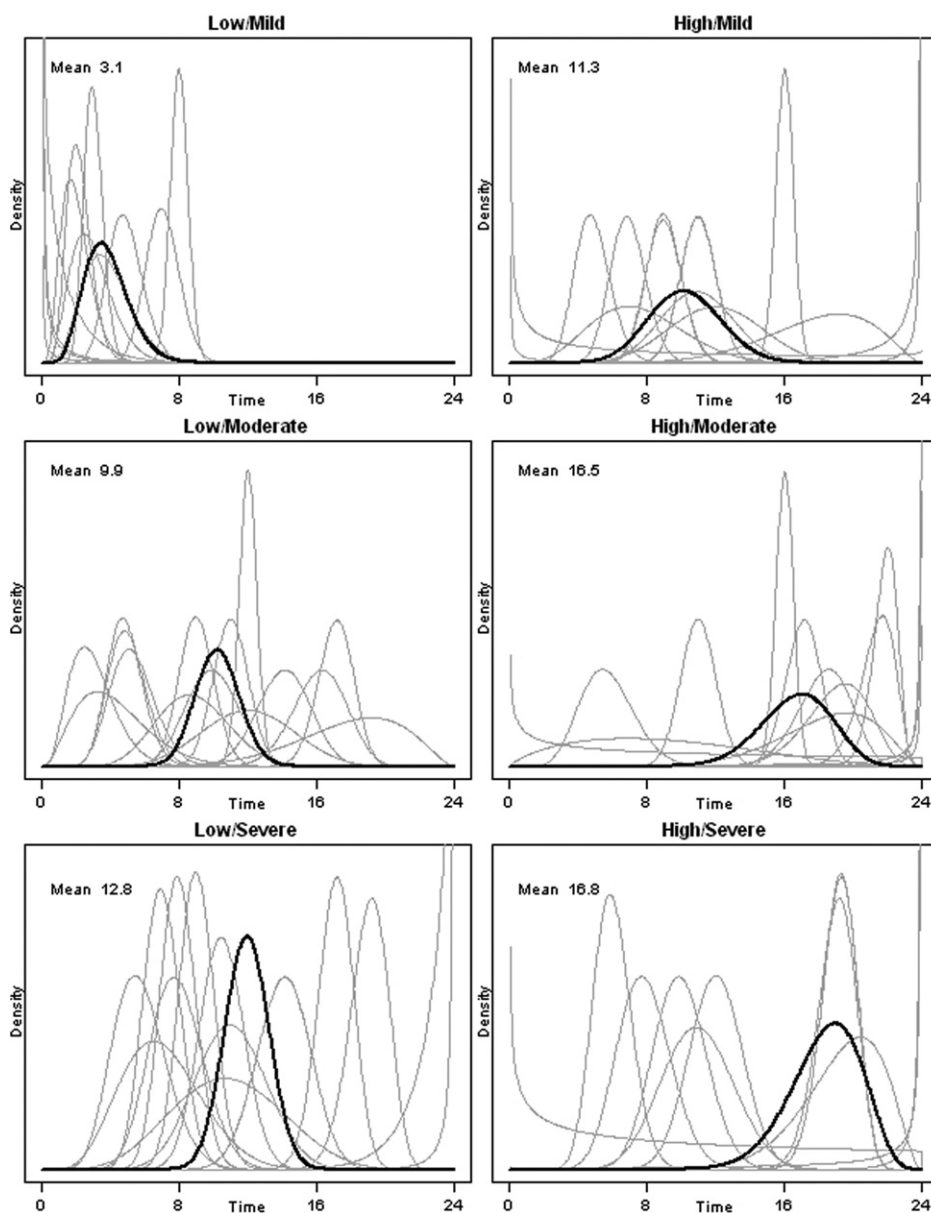 Low/Mild
Mean 3.1
Density
0 8 16 24
Time
High/Mild
Mean 11.3
Density
0 8 16 24
Time
Low/Moderate
Mean 9.9
Density
0 8 16 24
Time
High/Moderate
Mean 16.5
Density
0 8 16 24
Time
Low/Severe
Mean 12.8
Density
0 8 16 24
Time
High/Severe
Mean 16.8
Density
0 8 16 24
Time